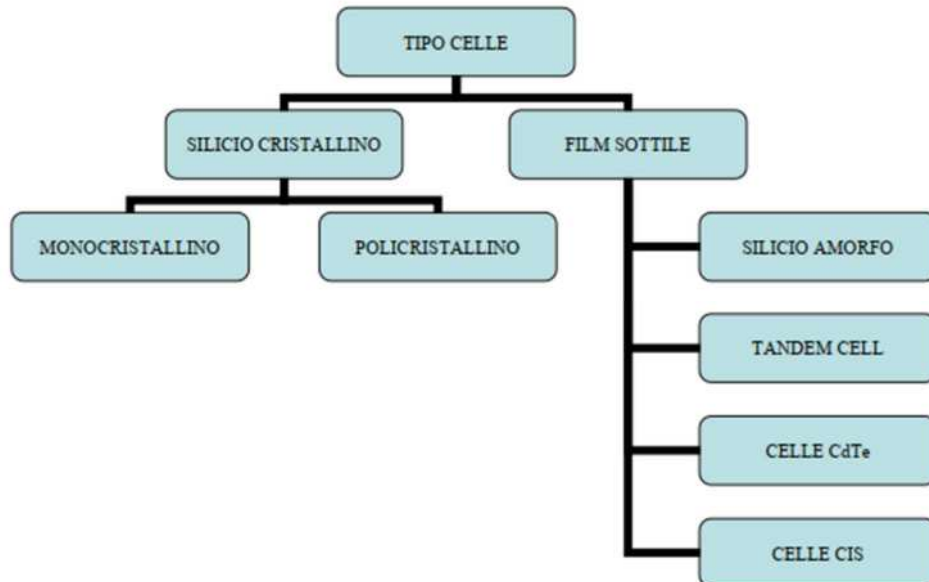 TIPO CELLE
SILICIO CRISTALLINO
FILM SOTTILE
MONOCRISTALLINO
POLICRISTALLINO
SILICIO AMORFO
TANDEM CELL
CELLE CdTe
CELLE CIS